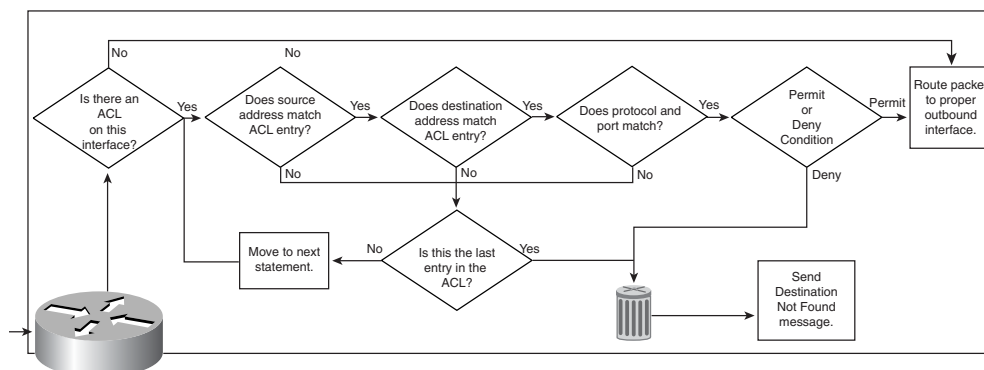 No
No
Is there an
ACL
on this
interface?
Yes
Does source
address match
ACL entry?
Yes
Does destination
address match
ACL entry?
Yes
Does protocol and
port match?
Yes
Permit
or
Deny
Condition
Permit
Route packet
to proper
outbound
interface.
No
No
No
Deny
Move to next
statement.
No
Is this the last
entry in the
ACL?
Yes
Send
Destination
Not Found
message.